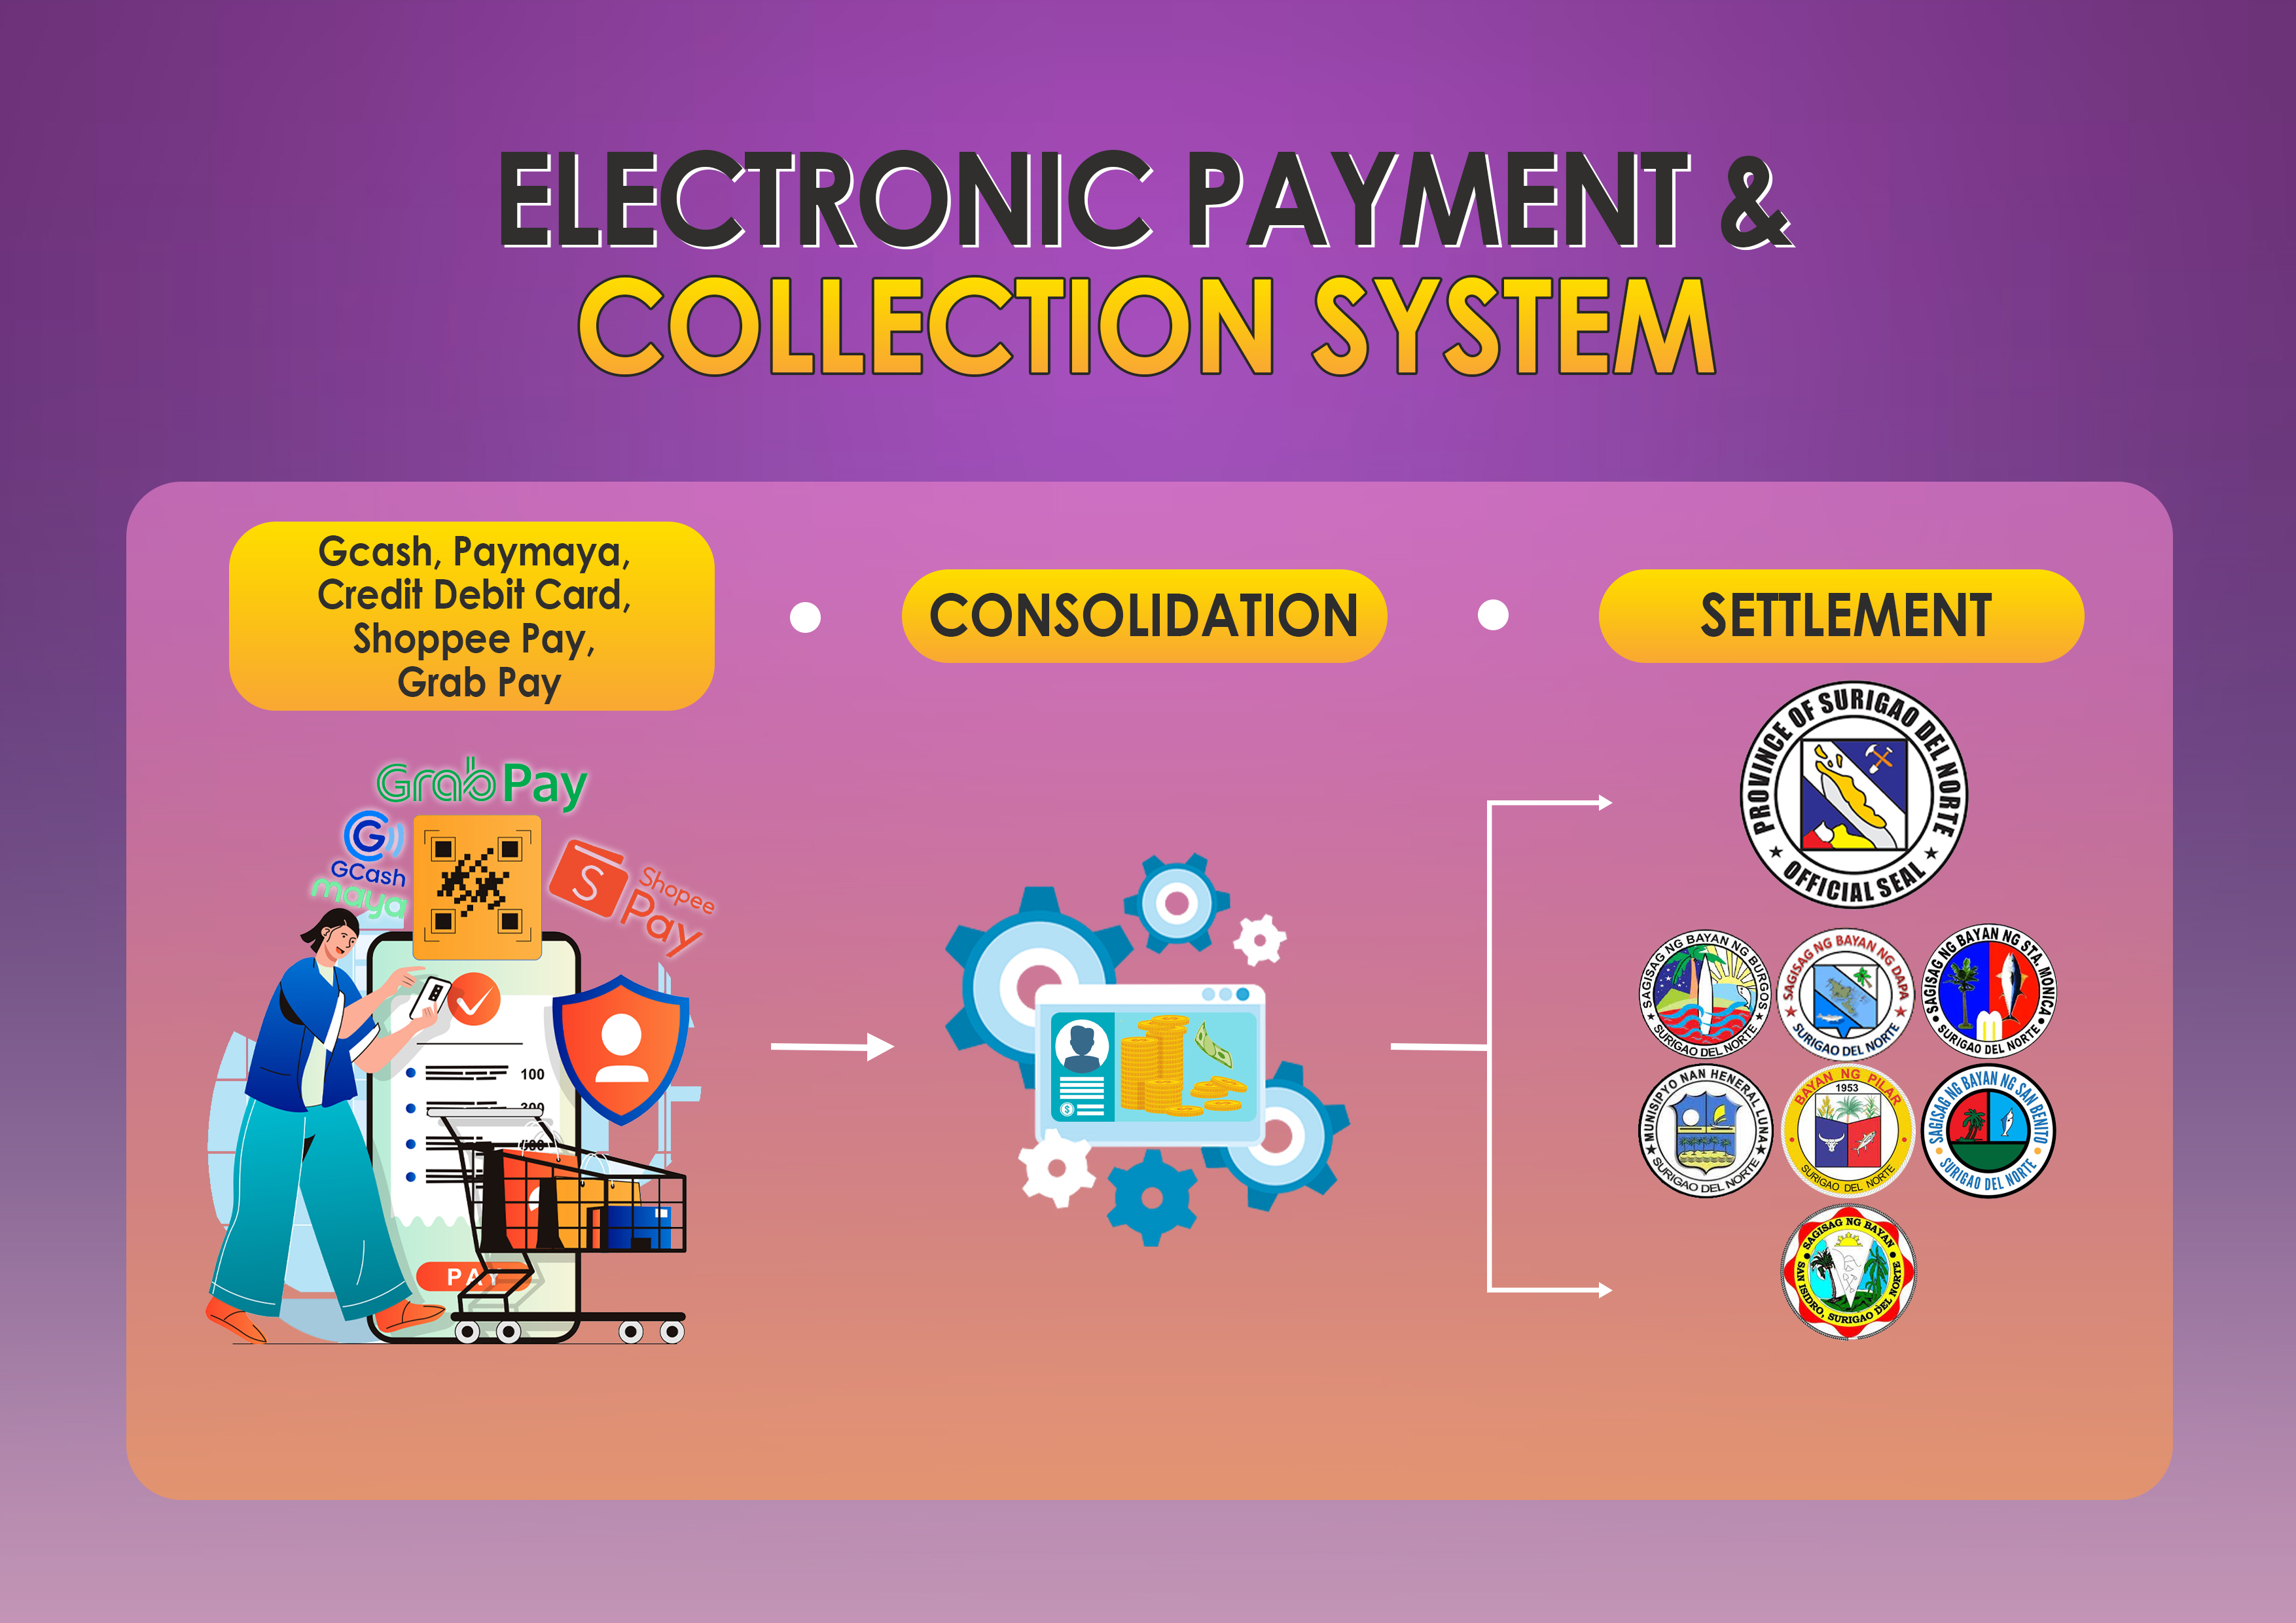 ELECTRONIC PAYMENT &
COLLECTION SYSTEM
Gcash, Paymaya,
Credit Debit Card,
Shoppee Pay,
Grab Pay
CONSOLIDATION
SETTLEMENT
Grab Pay
G
GCash
maya
S
Shopee
Pay
100
300
PAY
$
PROVINCE OF SURIGAO DEL NORTE
OFFICIAL SEAL
SAGISAG NG BAYAN NG BURGOS
SURIGAO DEL NORTE
SAGISAG NG BAYAN NG DAPA
SURIGAO DEL NORTE
SAGISAG NG BAYAN NG STA. MONICA
SURIGAO DEL NORTE
MUNISIPYO NAN HENERAL LUNA
SURIGAO DEL NORTE
BAYAN NG PILAR
1953
SURIGAO DEL NORTE
SAGISAG NG BAYAN NG SAN BENITO
SURIGAO DEL NORTE
SAGISAG NG BAYAN
SAN ISIDRO, SURIGAO DEL NORTE